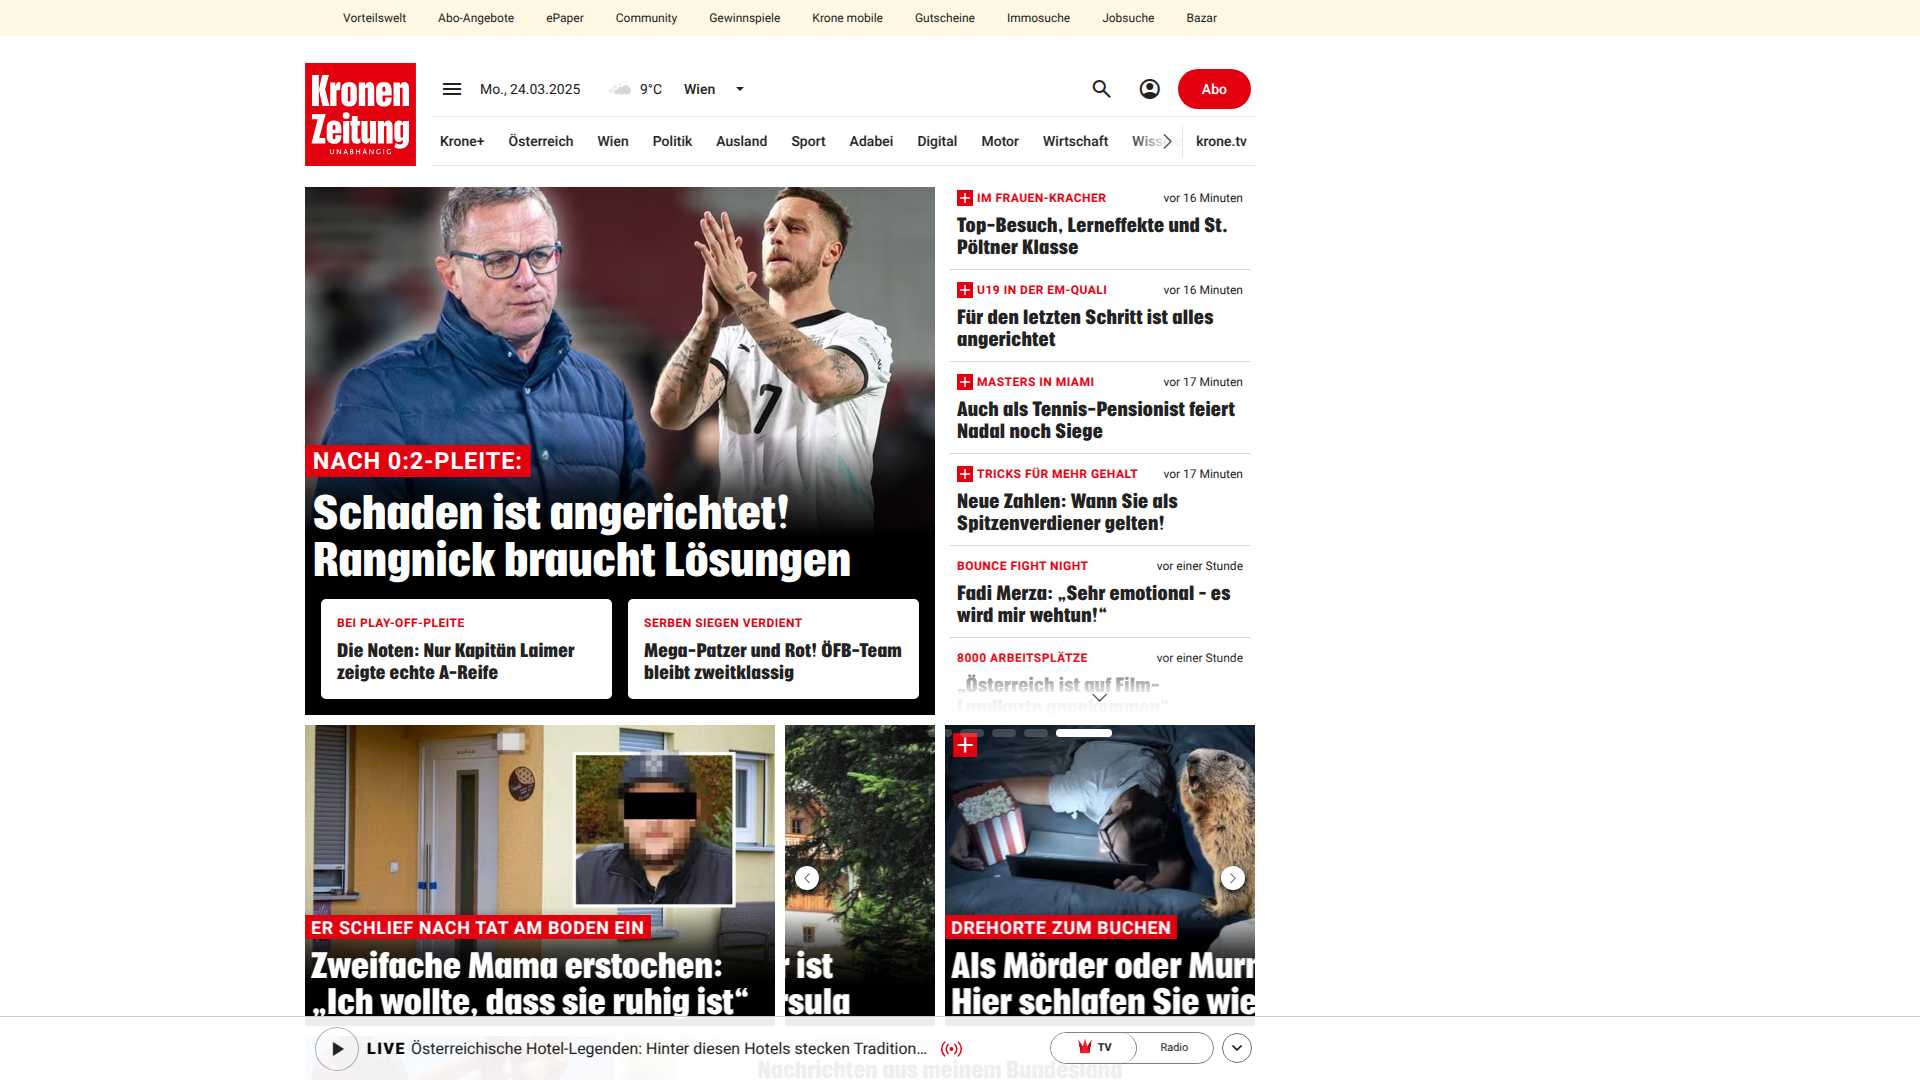 Vorteilswelt Abo-Angebote ePaper Community Gewinnspiele Krone mobile Gutscheine Immosuche Jobsuche Bazar
Kronen
Zeitung
UNABHÄNGIG
Mo., 24.03.2025 9°C Wien
Abo
Krone+ Österreich Wien Politik Ausland Sport Adabei Digital Motor Wirtschaft Wiss krone.tv
NACH 0:2-PLEITE:
Schaden ist angerichtet!
Rangnick braucht Lösungen
BEI PLAY-OFF-PLEITE
Die Noten: Nur Kapitän Laimer
zeigte echte A-Reife
SERBEN SIEGEN VERDIENT
Mega-Patzer und Rot! ÖFB-Team
bleibt zweitklassig
IM FRAUEN-KRACHER vor 16 Minuten
Top-Besuch, Lerneffekte und St.
Pöltner Klasse
U19 IN DER EM-QUALI vor 16 Minuten
Für den letzten Schritt ist alles
angerichtet
MASTERS IN MIAMI vor 17 Minuten
Auch als Tennis-Pensionist feiert
Nadal noch Siege
TRICKS FÜR MEHR GEHALT vor 17 Minuten
Neue Zahlen: Wann Sie als
Spitzenverdiener gelten!
BOUNCE FIGHT NIGHT vor einer Stunde
Fadi Merza: „Sehr emotional - es
wird mir wehtun!“
8000 ARBEITSPLÄTZE vor einer Stunde
„Österreich ist auf Film-
Landkarte angekommen“
ER SCHLIEF NACH TAT AM BODEN EIN
Zweifache Mama erstochen:
„Ich wollte, dass sie ruhig ist“
r ist
rsula
DREHORTE ZUM BUCHEN
Als Mörder oder Murr
Hier schlafen Sie wie
LIVE Österreichische Hotel-Legenden: Hinter diesen Hotels stecken Tradition...
TV Radio
Nachrichten aus meinem Bundesland